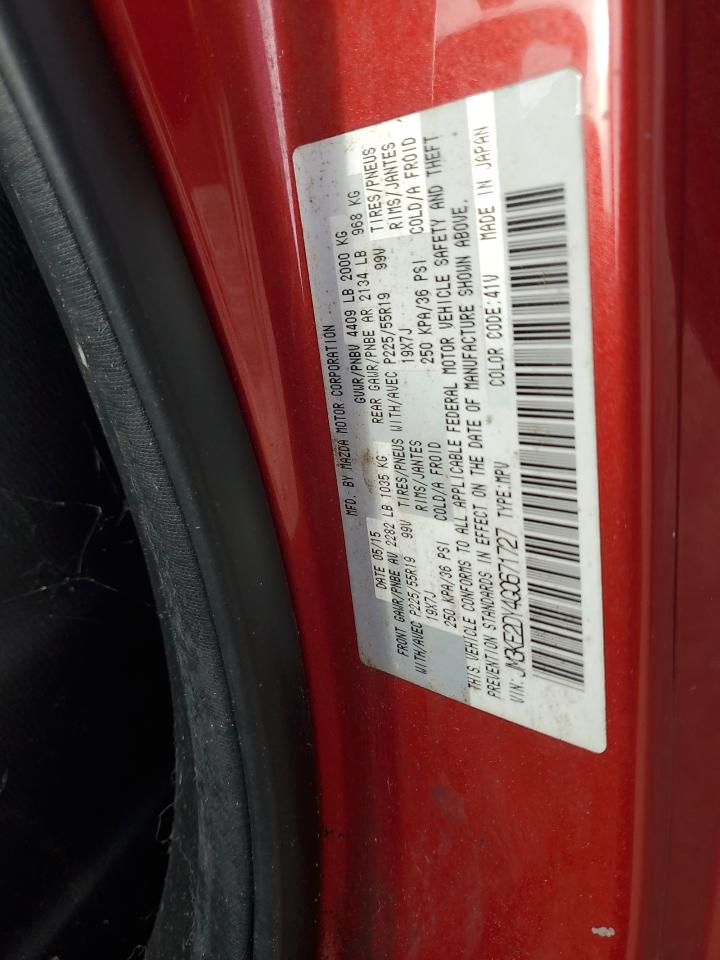 MFD. BY MAZDA MOTOR CORPORATION
DATE 05/15 GVWR/PNBV 4409 LB 2000 KG
FRONT GAWR/PNBE AV 2282 LB 1035 KG REAR GAWR/PNBE AR 2134 LB 968 KG
WITH/AVEC P225/55R19 99V TIRES/PNEUS WITH/AVEC P225/55R19 99V TIRES/PNEUS
19X7J RIMS/JANTES 19X7J RIMS/JANTES
250 KPA/36 PSI COLD/A FROID 250 KPA/36 PSI COLD/A FROID
THIS VEHICLE CONFORMS TO ALL APPLICABLE FEDERAL MOTOR VEHICLE SAFETY AND THEFT
PREVENTION STANDARDS IN EFFECT ON THE DATE OF MANUFACTURE SHOWN ABOVE.
VIN: JM3KE2DY4G0671727 TYPE:MPV COLOR CODE:41V MADE IN JAPAN